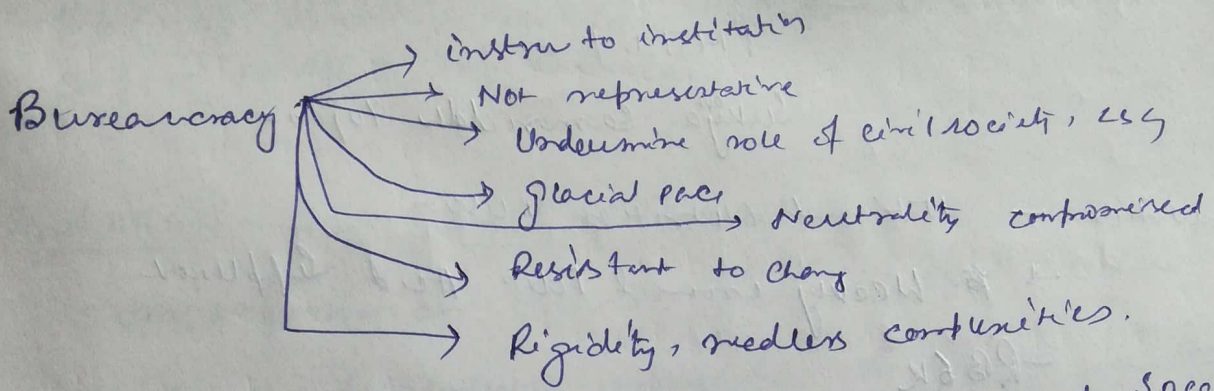 Bureaucracy
instru to institution
Not representative
Undermine role of civil society, LSG
glacial pace
Neutrality compromised
Resistant to change
Rigidity, needless complexities.